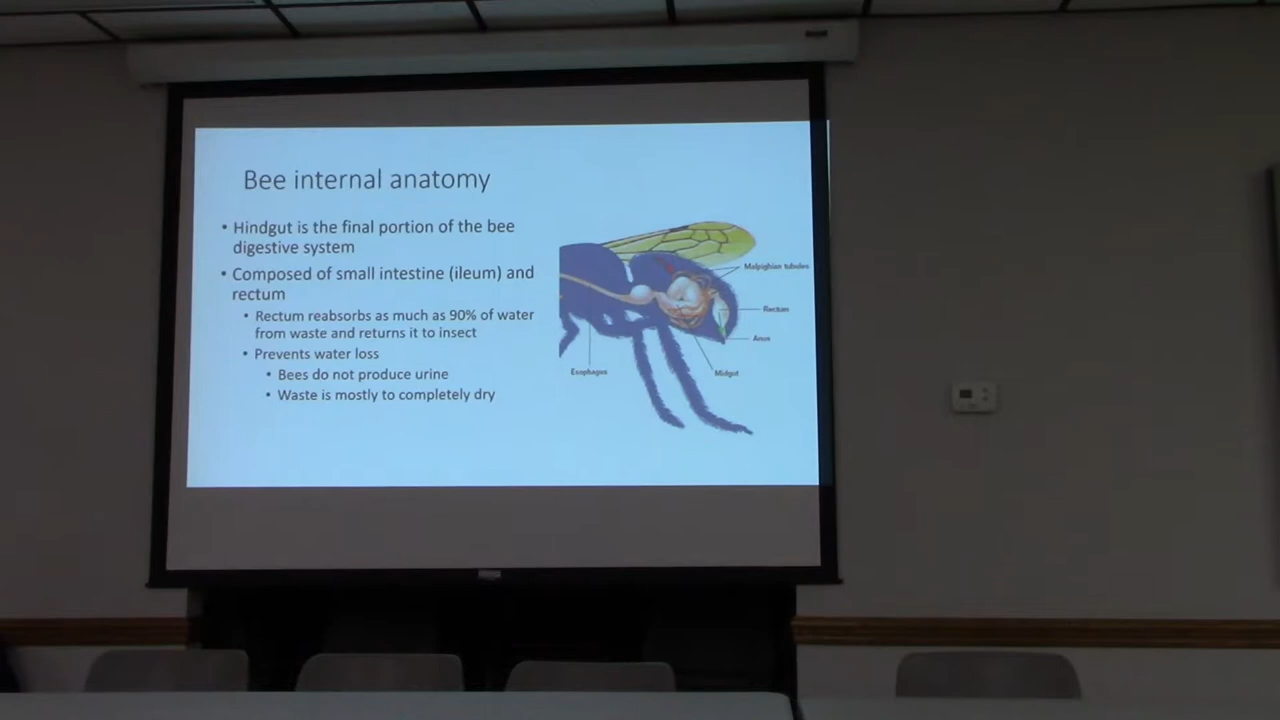 Bee internal anatomy
• Hindgut is the final portion of the bee
digestive system
• Composed of small intestine (ileum) and
rectum
• Rectum reabsorbs as much as 90% of water
from waste and returns it to insect
• Prevents water loss
• Bees do not produce urine
• Waste is mostly to completely dry
Malpighian tubules
Rectum
Anus
Midgut
Esophagus